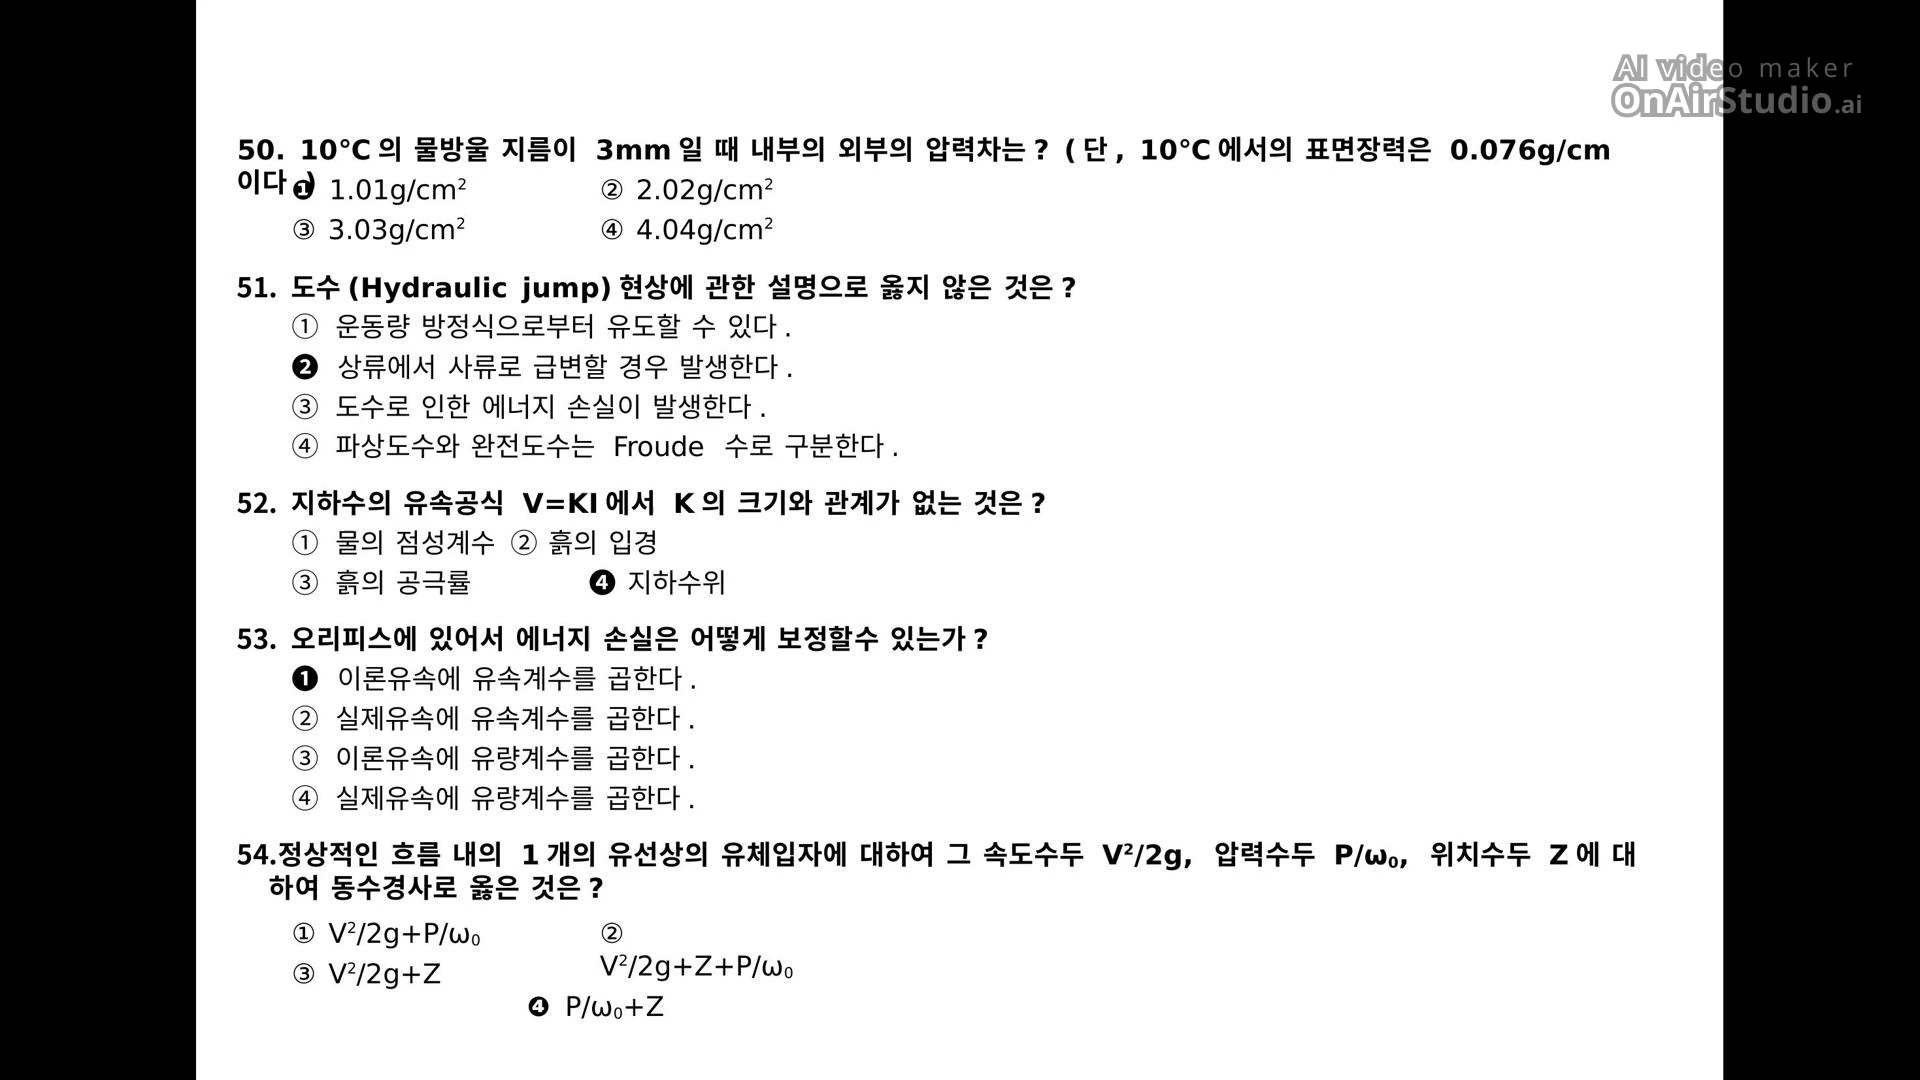 AI video maker
OnAirStudio.ai
50. 10℃의 물방울 지름이 3mm일 때 내부의 외부의 압력차는? (단, 10℃에서의 표면장력은 0.076g/cm
이다.)
❶ 1.01g/cm² ② 2.02g/cm²
③ 3.03g/cm² ④ 4.04g/cm²
51. 도수(Hydraulic jump)현상에 관한 설명으로 옳지 않은 것은?
① 운동량 방정식으로부터 유도할 수 있다.
❷ 상류에서 사류로 급변할 경우 발생한다.
③ 도수로 인한 에너지 손실이 발생한다.
④ 파상도수와 완전도수는 Froude 수로 구분한다.
52. 지하수의 유속공식 V=KI에서 K의 크기와 관계가 없는 것은?
① 물의 점성계수 ② 흙의 입경
③ 흙의 공극률 ❹ 지하수위
53. 오리피스에 있어서 에너지 손실은 어떻게 보정할수 있는가?
❶ 이론유속에 유속계수를 곱한다.
② 실제유속에 유속계수를 곱한다.
③ 이론유속에 유량계수를 곱한다.
④ 실제유속에 유량계수를 곱한다.
54.정상적인 흐름 내의 1개의 유선상의 유체입자에 대하여 그 속도수두 V²/2g, 압력수두 P/ω₀, 위치수두 Z에 대
하여 동수경사로 옳은 것은?
① V²/2g+P/ω₀ ②
V²/2g+Z+P/ω₀
③ V²/2g+Z
❹ P/ω₀+Z